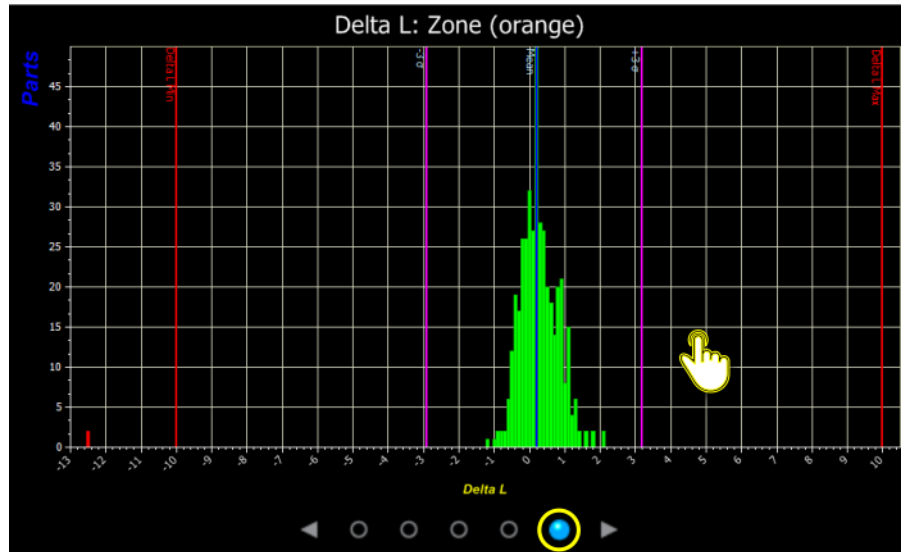 Delta L: Zone (orange)
Parts
Delta L Min
-3 σ
Mean
+3 σ
Delta L Max
45
40
35
30
25
20
15
10
5
0
-13 -12 -11 -10 -9 -8 -7 -6 -5 -4 -3 -2 -1 0 1 2 3 4 5 6 7 8 9 10
Delta L